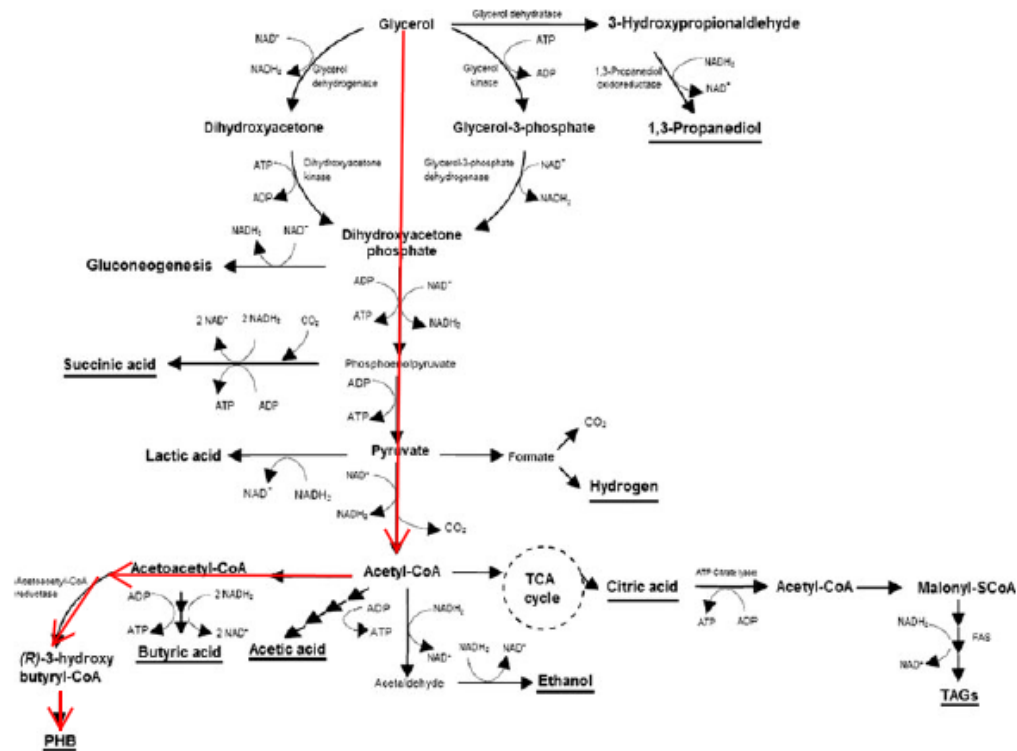 Glycerol
Glycerol dehydratase
3-Hydroxypropionaldehyde
NAD⁺
NADH₂
Glycerol
dehydrogenase
Glycerol
kinase
ATP
ADP
1,3-Propanediol
oxidoreductase
NADH₂
NAD⁺
Dihydroxyacetone
Glycerol-3-phosphate
1,3-Propanediol
ATP
ADP
Dihydroxyacetone
kinase
Glycerol-3-phosphate
dehydrogenase
NAD⁺
NADH₂
Dihydroxyacetone
phosphate
NADH₂
NAD⁺
Gluconeogenesis
ADP
ATP
NAD⁺
NADH₂
2 NAD⁺
2 NADH₂
CO₂
Succinic acid
ATP
ADP
Phosphoenolpyruvate
ADP
ATP
Lactic acid
Pyruvate
Formate
CO₂
Hydrogen
NAD⁺
NADH₂
NAD⁺
NADH₂
CO₂
Acetoacetyl-CoA
Acetyl-CoA
TCA
cycle
Citric acid
ATP-Citrate lyase
Acetyl-CoA
Malonyl-SCoA
Acetoacetyl-CoA
reductase
ADP
ATP
2 NADH₂
2 NAD⁺
ADP
ATP
NADH₂
NAD⁺
ATP
ADP
NADH₂
NAD⁺
FAS
Butyric acid
Acetic acid
NADH₂
NAD⁺
(R)-3-hydroxy
butyryl-CoA
Acetaldehyde
Ethanol
TAGs
PHB